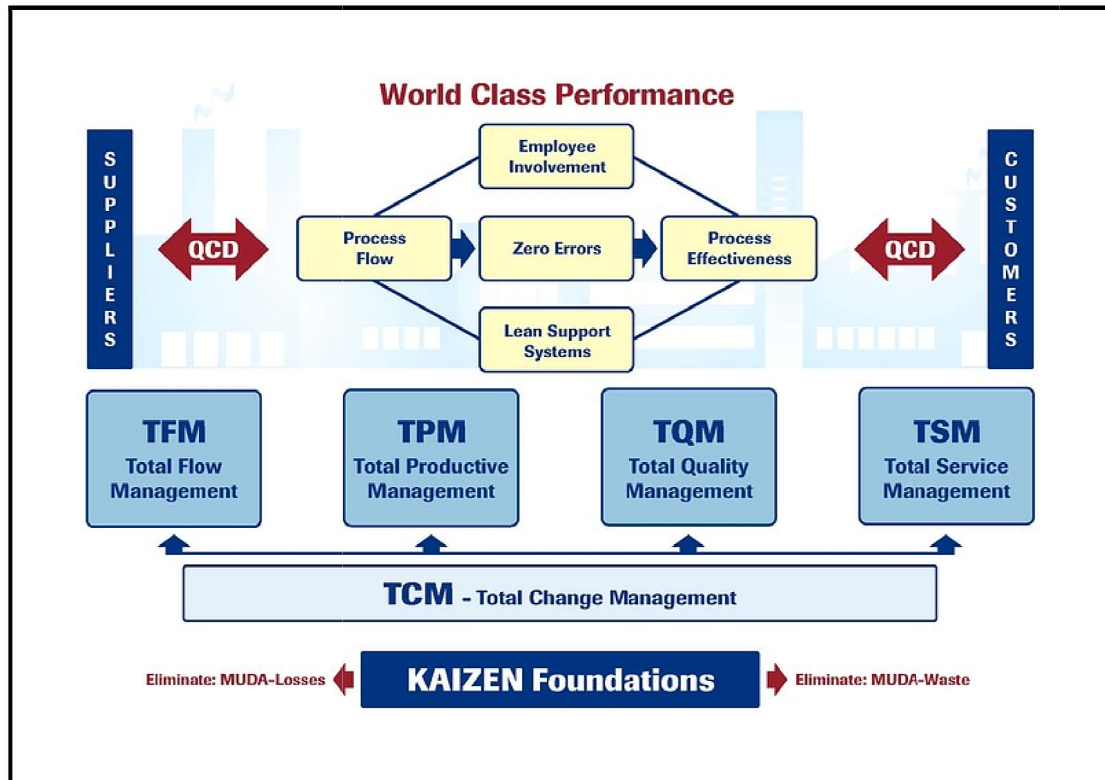 World Class Performance
SUPPLIERS
QCD
Process
Flow
Employee
Involvement
Zero Errors
Lean Support
Systems
Process
Effectiveness
QCD
CUSTOMERS
TFM
Total Flow
Management
TPM
Total Productive
Management
TQM
Total Quality
Management
TSM
Total Service
Management
TCM - Total Change Management
Eliminate: MUDA-Losses
KAIZEN Foundations
Eliminate: MUDA-Waste